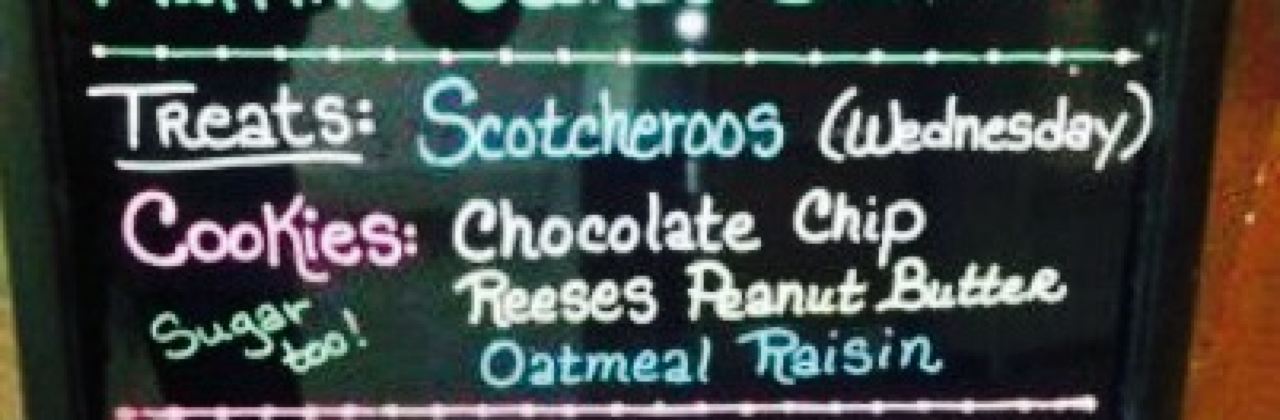 Treats: Scotcheroos (Wednesday)
Cookies: Chocolate Chip
Reeses Peanut Butter
Sugar too!
Oatmeal Raisin